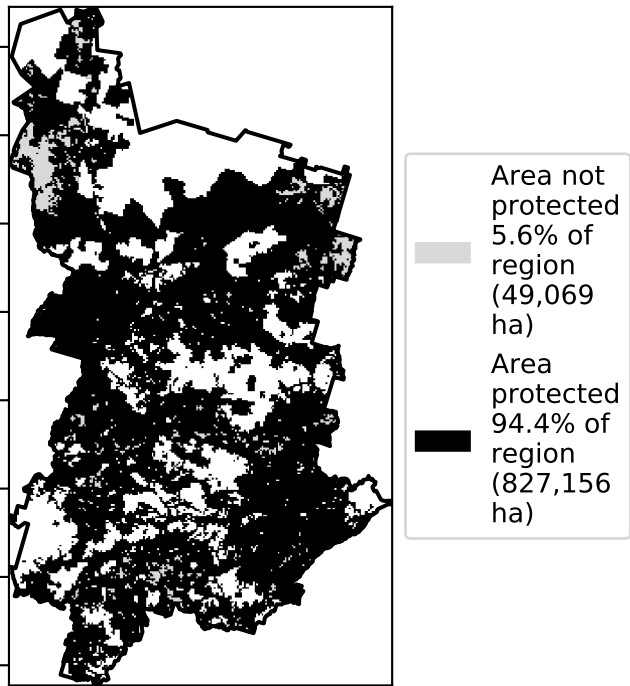 Area not
protected
5.6% of
region
(49,069
ha)
Area
protected
94.4% of
region
(827,156
ha)